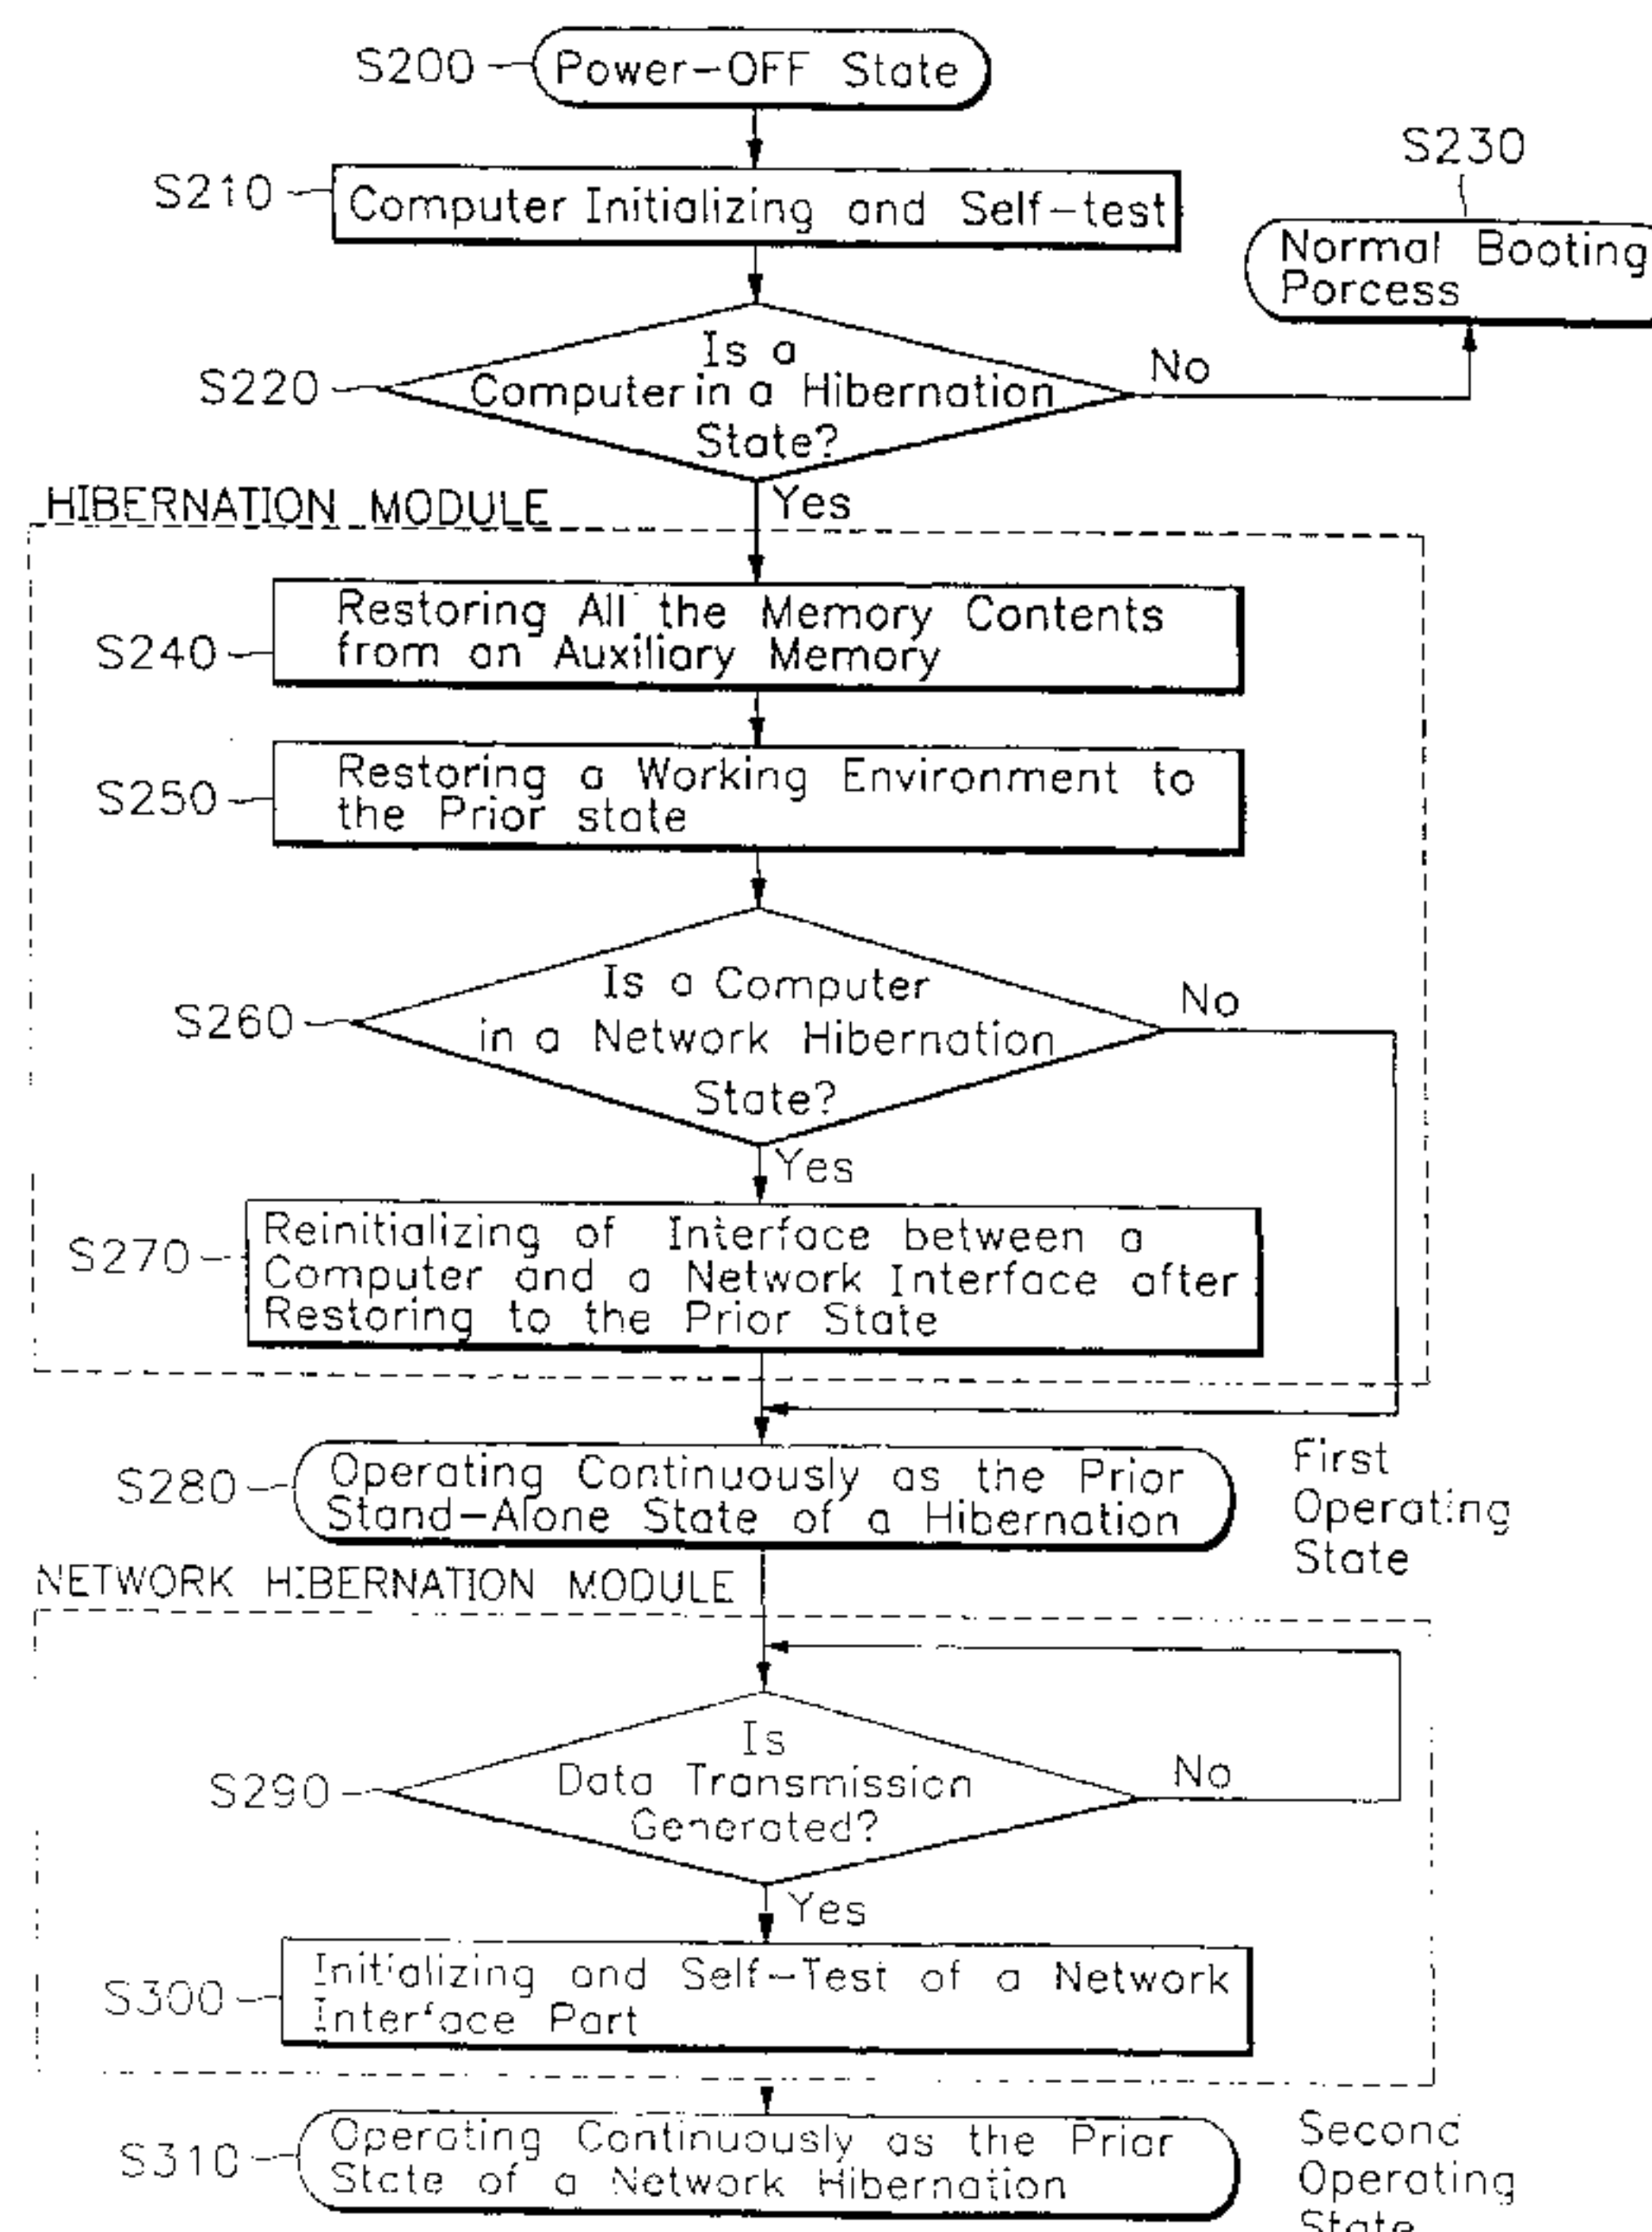 S200
Power-OFF State
S210
Computer Initializing and Self-test
S230
Normal Booting
Porcess
S220
Is a
Computer in a Hibernation
State?
No
Yes
HIBERNATION MODULE
S240
Restoring All the Memory Contents
from an Auxiliary Memory
S250
Restoring a Working Environment to
the Prior state
S260
Is a Computer
in a Network Hibernation
State?
No
Yes
S270
Reinitializing of Interface between a
Computer and a Network Interface after
Restoring to the Prior State
S280
Operating Continuously as the Prior
Stand-Alone State of a Hibernation
First
Operating
State
NETWORK HIBERNATION MODULE
S290
Is
Data Transmission
Generated?
No
Yes
S300
Initializing and Self-Test of a Network
Interface Part
S310
Operating Continuously as the Prior
State of a Network Hibernation
Second
Operating
State